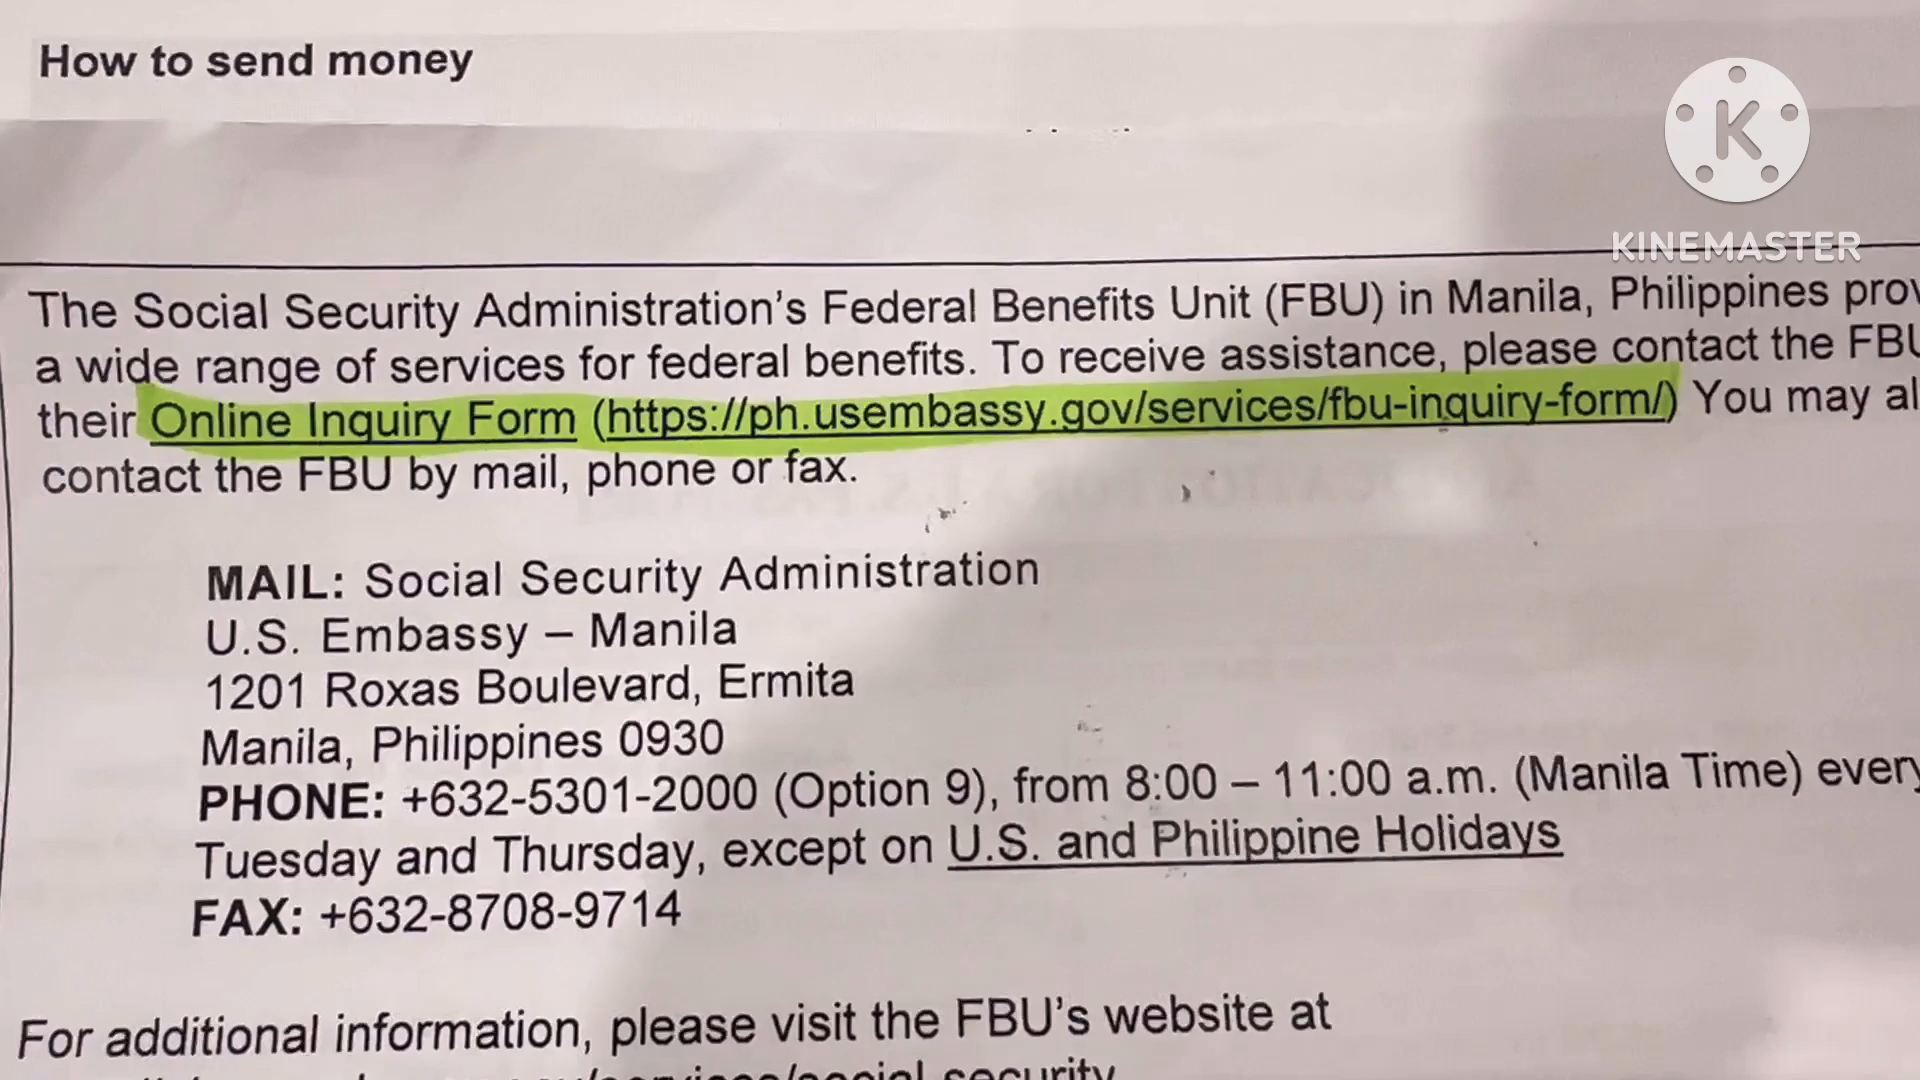 How to send money
K
KINEMASTER
The Social Security Administration's Federal Benefits Unit (FBU) in Manila, Philippines
a wide range of services for federal benefits. To receive assistance, please contact the FBU
their Online Inquiry Form (https://ph.usembassy.gov/services/fbu-inquiry-form/) You may
contact the FBU by mail, phone or fax.
MAIL: Social Security Administration
U.S. Embassy – Manila
1201 Roxas Boulevard, Ermita
Manila, Philippines 0930
PHONE: +632-5301-2000 (Option 9), from 8:00 – 11:00 a.m. (Manila Time) every
Tuesday and Thursday, except on U.S. and Philippine Holidays
FAX: +632-8708-9714
For additional information, please visit the FBU's website at